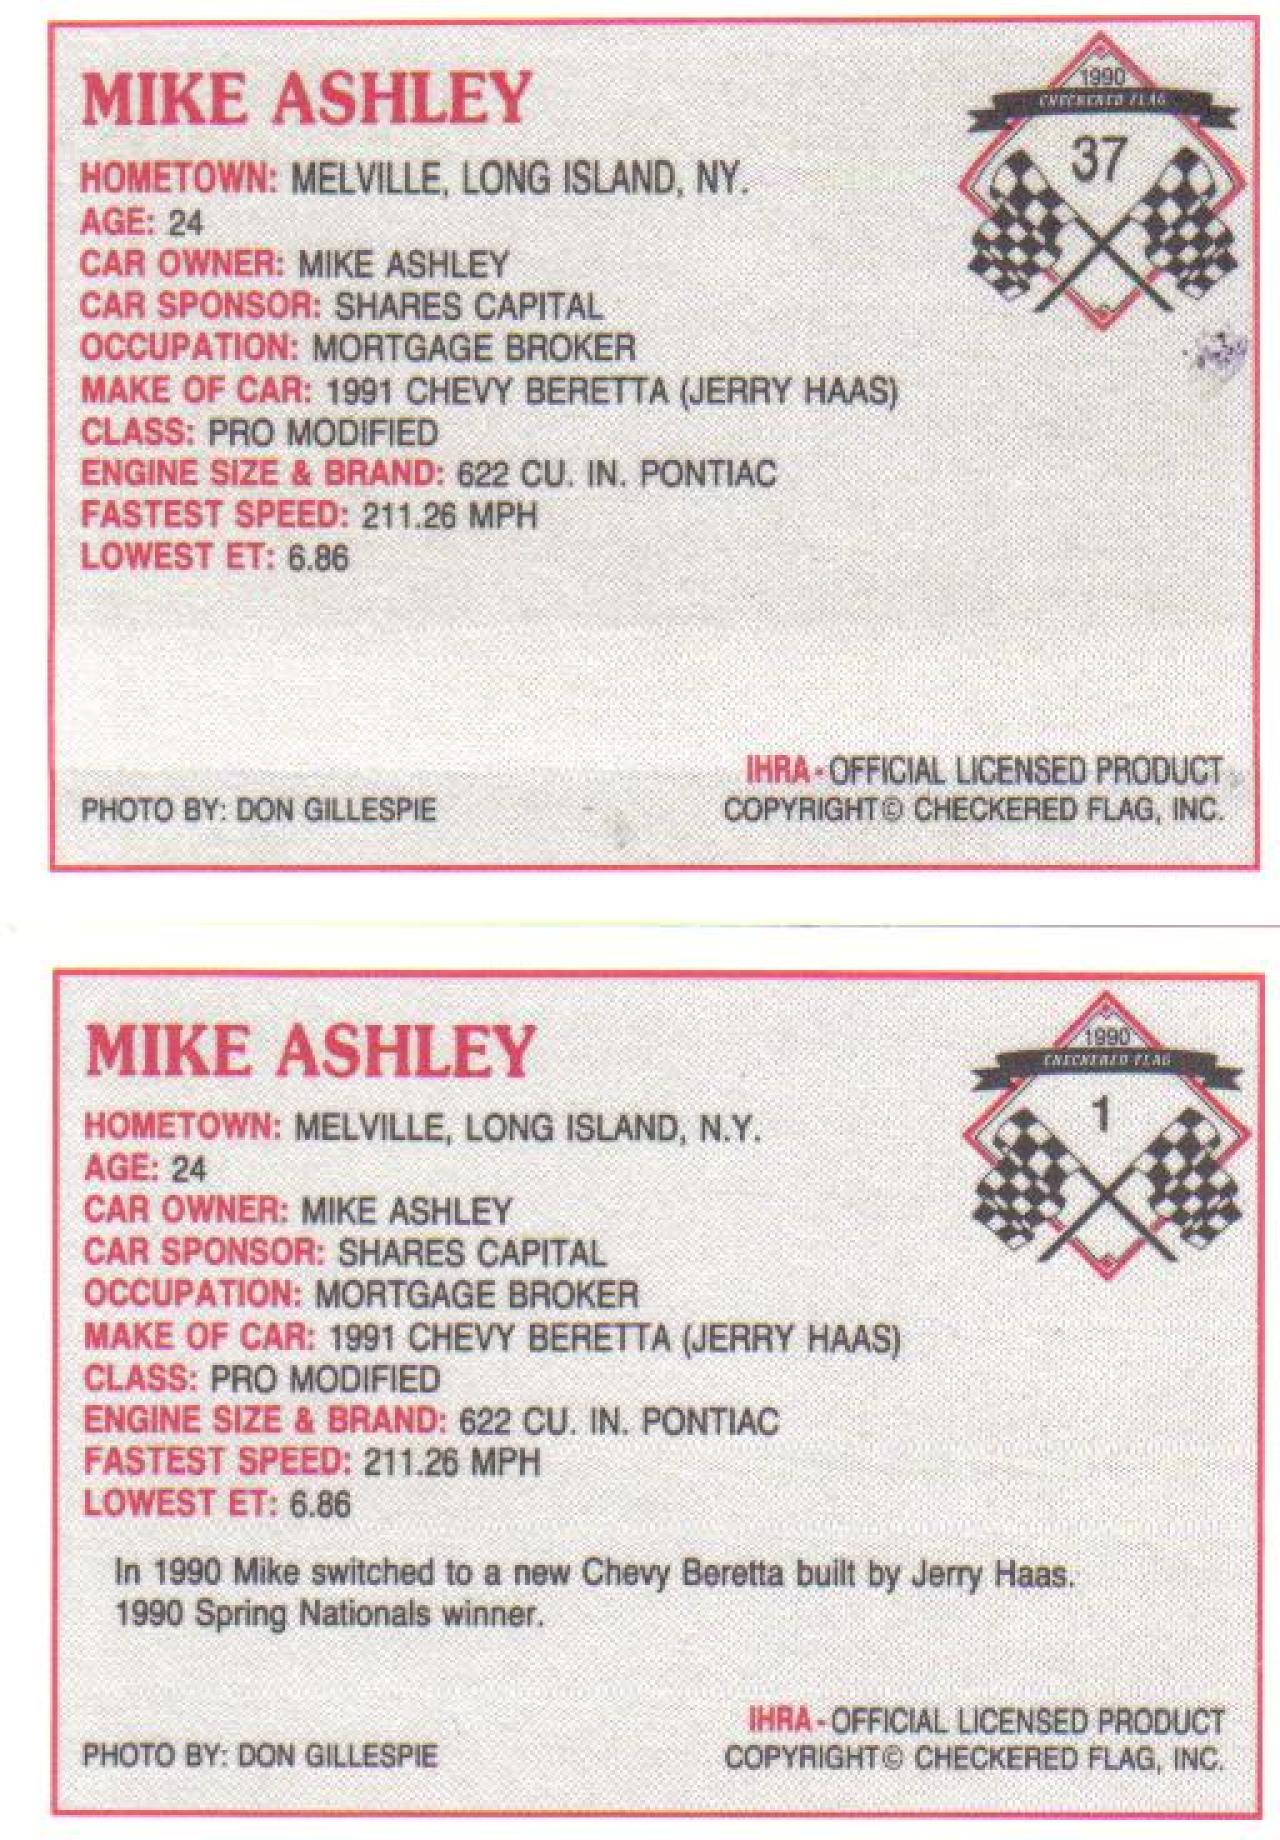 MIKE ASHLEY
1990
CHECKERED FLAG
37
HOMETOWN: MELVILLE, LONG ISLAND, NY.
AGE: 24
CAR OWNER: MIKE ASHLEY
CAR SPONSOR: SHARES CAPITAL
OCCUPATION: MORTGAGE BROKER
MAKE OF CAR: 1991 CHEVY BERETTA (JERRY HAAS)
CLASS: PRO MODIFIED
ENGINE SIZE & BRAND: 622 CU. IN. PONTIAC
FASTEST SPEED: 211.26 MPH
LOWEST ET: 6.86
IHRA - OFFICIAL LICENSED PRODUCT
PHOTO BY: DON GILLESPIE COPYRIGHT© CHECKERED FLAG, INC.
MIKE ASHLEY
1990
CHECKERED FLAG
1
HOMETOWN: MELVILLE, LONG ISLAND, N.Y.
AGE: 24
CAR OWNER: MIKE ASHLEY
CAR SPONSOR: SHARES CAPITAL
OCCUPATION: MORTGAGE BROKER
MAKE OF CAR: 1991 CHEVY BERETTA (JERRY HAAS)
CLASS: PRO MODIFIED
ENGINE SIZE & BRAND: 622 CU. IN. PONTIAC
FASTEST SPEED: 211.26 MPH
LOWEST ET: 6.86
In 1990 Mike switched to a new Chevy Beretta built by Jerry Haas.
1990 Spring Nationals winner.
IHRA - OFFICIAL LICENSED PRODUCT
PHOTO BY: DON GILLESPIE COPYRIGHT© CHECKERED FLAG, INC.